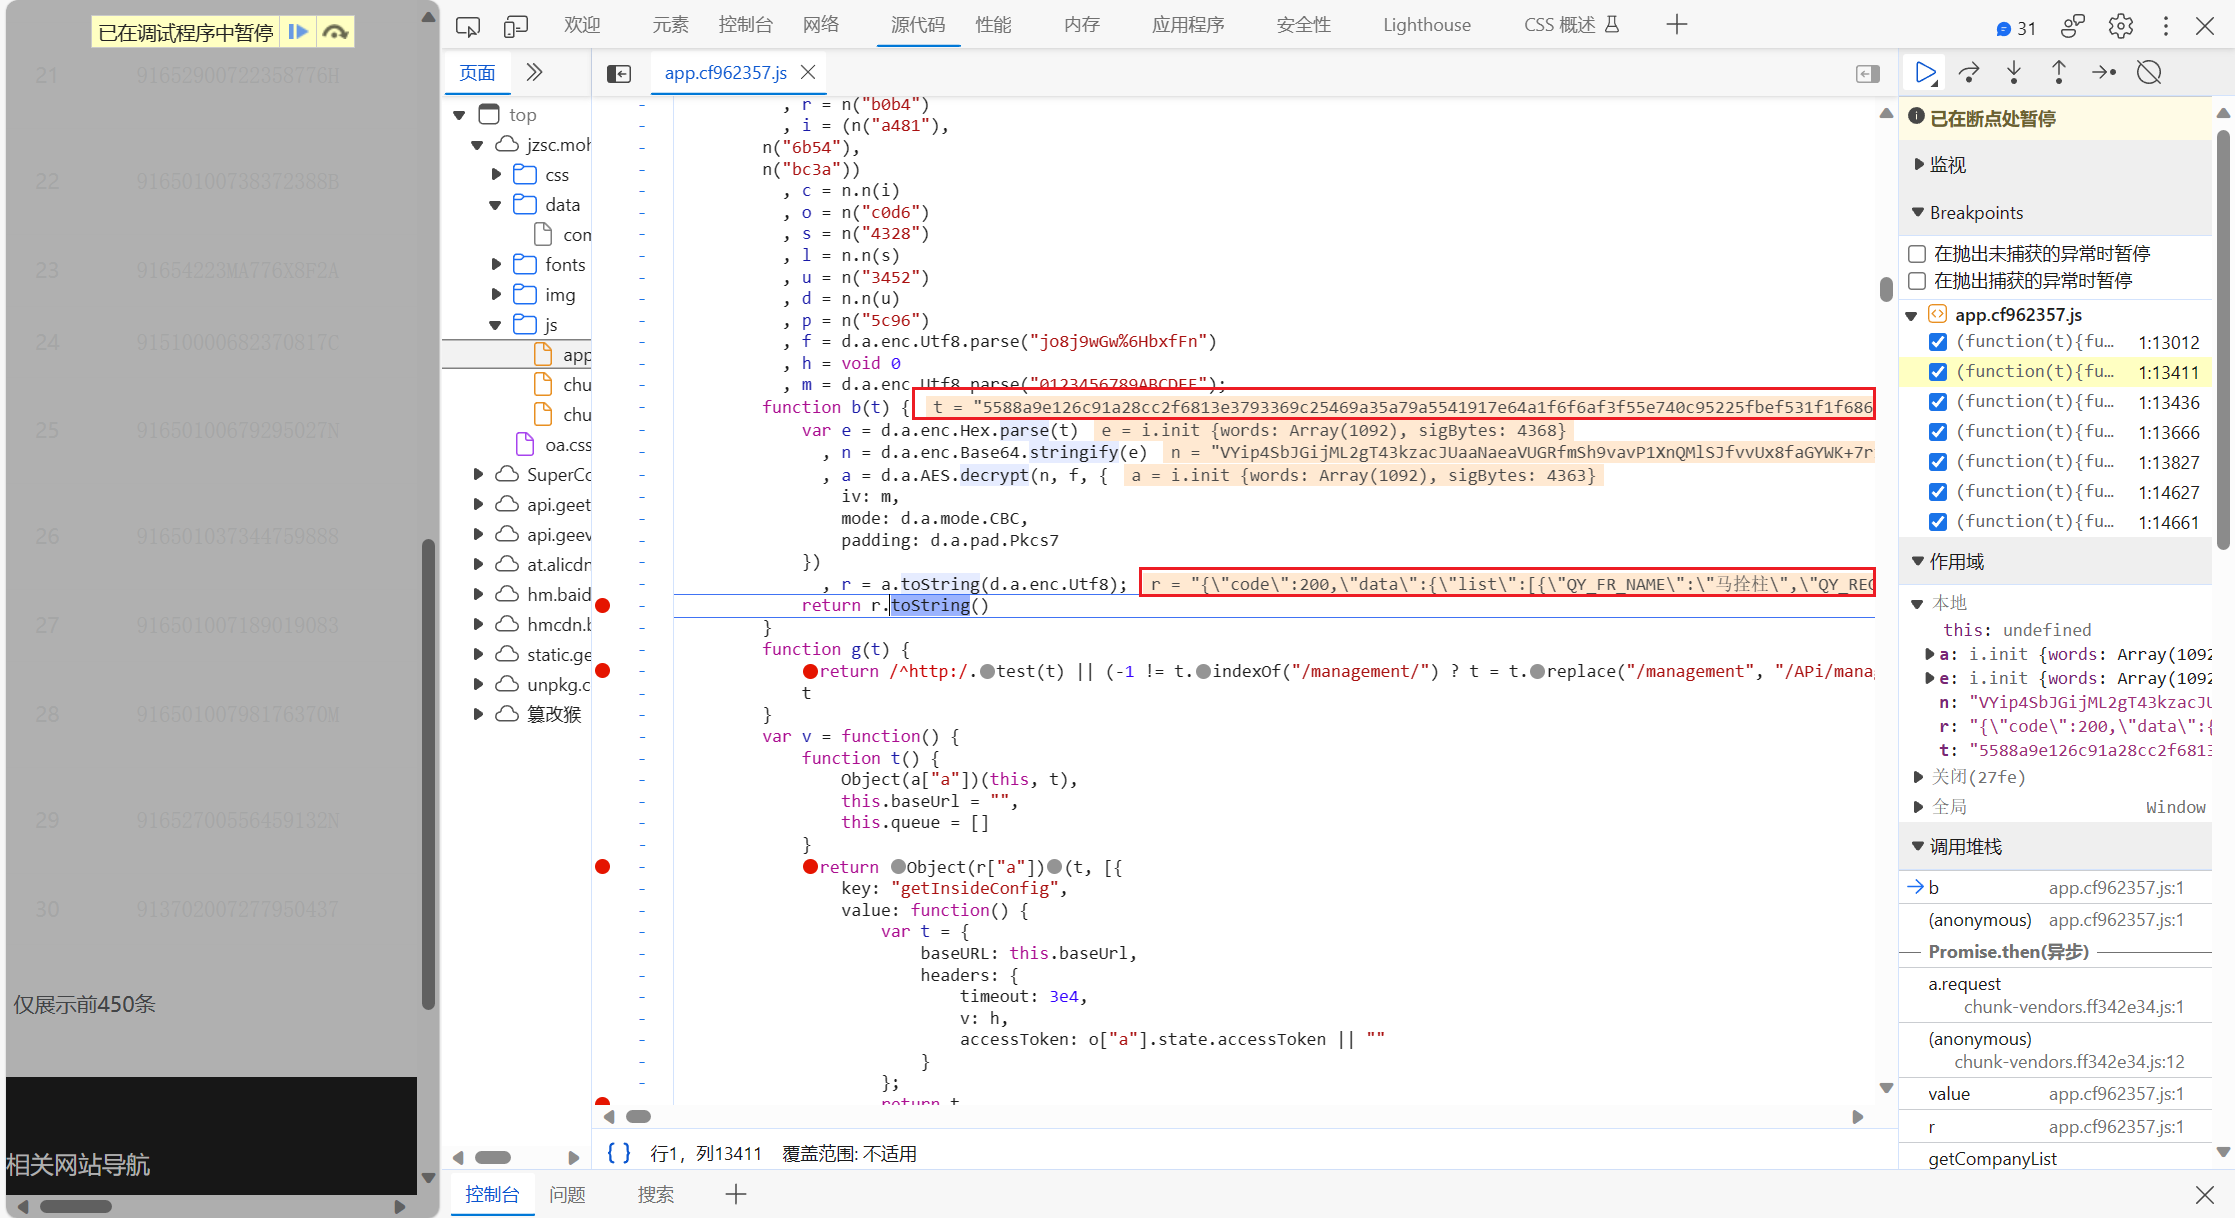 已在调试程序中暂停
21 91652900722358776H
22 91650100738372388B
23 91654223MA776X8F2A
24 91510000682370817C
25 91650100679295027N
26 916501037344759888
27 916501007189019083
28 91650100798176370M
29 91652700556459132N
30 913702007277950437
仅展示前450条
相关网站导航
欢迎 元素 控制台 网络 源代码 性能 内存 应用程序 安全性 Lighthouse CSS 概述 31
页面
top
jzsc.moh
css
data
con
fonts
img
js
app
chu
chu
oa.css
SuperCo
api.geet
api.geev
at.alicdn
hm.baid
hmcdn.b
static.ge
unpkg.c
篡改猴
app.cf962357.js
, r = n("b0b4")
, i = (n("a481"),
n("6b54"),
n("bc3a"))
, c = n.n(i)
, o = n("c0d6")
, s = n("4328")
, l = n.n(s)
, u = n("3452")
, d = n.n(u)
, p = n("5c96")
, f = d.a.enc.Utf8.parse("jo8j9wGw%6HbxfFn")
, h = void 0
, m = d.a.enc.Utf8.parse("0123456789ABCDEF");
function b(t) { t = "5588a9e126c91a28cc2f6813e3793369c25469a35a79a5541917e64a1f6f6af3f55e740c95225fbef531f1f686
var e = d.a.enc.Hex.parse(t) e = i.init {words: Array(1092), sigBytes: 4368}
, n = d.a.enc.Base64.stringify(e) n = "VYip4SbJGijML2gT43kzacJUaaNaeaVUGRfmSh9vavP1XnQMlSJfvvUx8faGYWK+7r
, a = d.a.AES.decrypt(n, f, { a = i.init {words: Array(1092), sigBytes: 4363}
iv: m,
mode: d.a.mode.CBC,
padding: d.a.pad.Pkcs7
})
, r = a.toString(d.a.enc.Utf8); r = "{\"code\":200,\"data\":{\"list\":[{\"QY_FR_NAME\":\"马拴柱\",\"QY_REG
return r.toString()
}
function g(t) {
return /^http:/.test(t) || (-1 != t.indexOf("/management/") ? t = t.replace("/management", "/APi/mana
t
}
var v = function() {
function t() {
Object(a["a"])(this, t),
this.baseUrl = "",
this.queue = []
}
return Object(r["a"])(t, [{
key: "getInsideConfig",
value: function() {
var t = {
baseURL: this.baseUrl,
headers: {
timeout: 3e4,
v: h,
accessToken: o["a"].state.accessToken || ""
}
};
return t
{ } 行1，列13411 覆盖范围: 不适用
控制台 问题 搜索
已在断点处暂停
监视
Breakpoints
在抛出未捕获的异常时暂停
在抛出捕获的异常时暂停
app.cf962357.js
(function(t){fu... 1:13012
(function(t){fu... 1:13411
(function(t){fu... 1:13436
(function(t){fu... 1:13666
(function(t){fu... 1:13827
(function(t){fu... 1:14627
(function(t){fu... 1:14661
作用域
本地
this: undefined
a: i.init {words: Array(1092
e: i.init {words: Array(1092
n: "VYip4SbJGijML2gT43kzacJU
r: "{\"code\":200,\"data\":{
t: "5588a9e126c91a28cc2f6813
关闭(27fe)
全局 Window
调用堆栈
b app.cf962357.js:1
(anonymous) app.cf962357.js:1
Promise.then(异步)
a.request
chunk-vendors.ff342e34.js:1
(anonymous)
chunk-vendors.ff342e34.js:12
value app.cf962357.js:1
r app.cf962357.js:1
getCompanyList